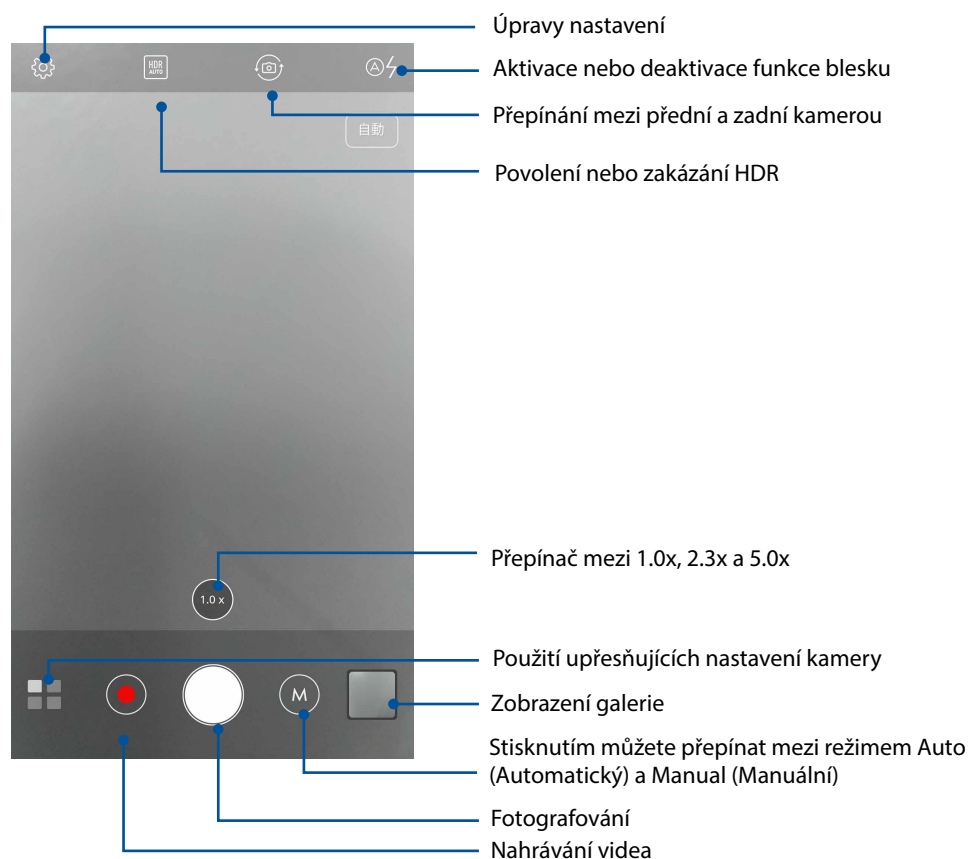 Úpravy nastavení
HDR
AUTO
A
Aktivace nebo deaktivace funkce blesku
Přepínání mezi přední a zadní kamerou
自動
Povolení nebo zakázání HDR
Přepínač mezi 1.0x, 2.3x a 5.0x
1.0 x
Použití upřesňujících nastavení kamery
M
Zobrazení galerie
Stisknutím můžete přepínat mezi režimem Auto
(Automatický) a Manual (Manuální)
Fotografování
Nahrávání videa